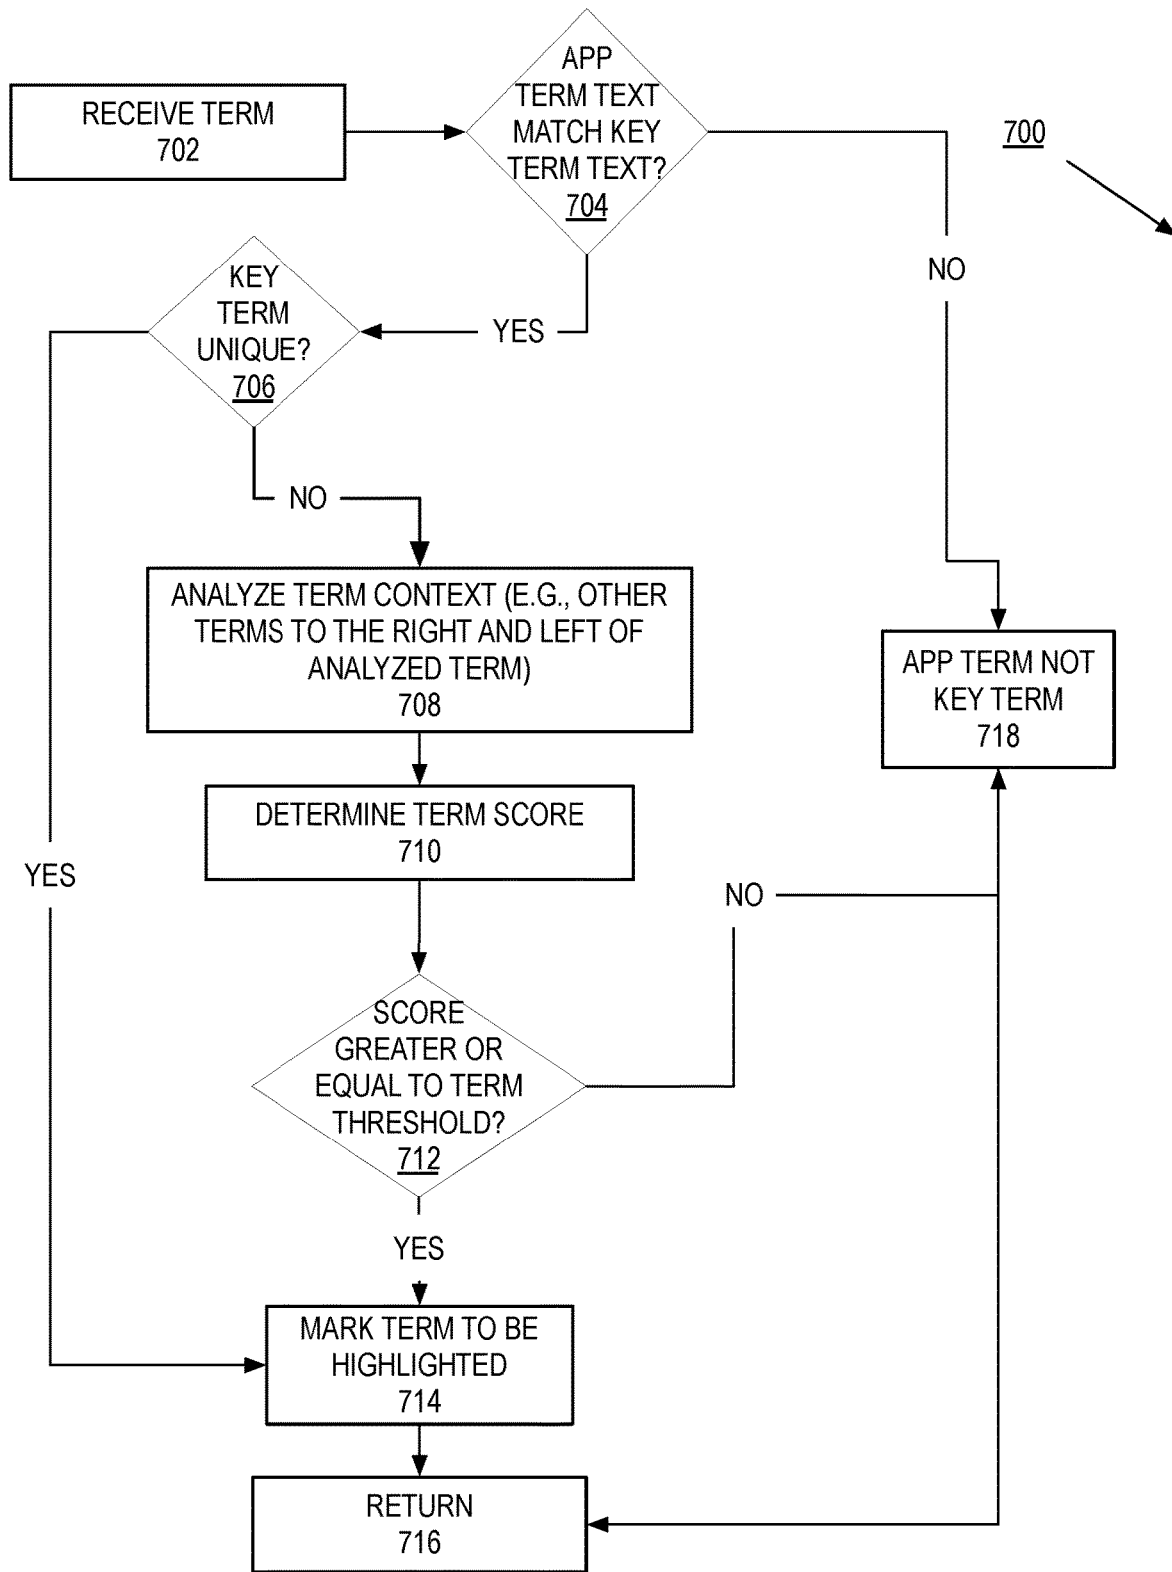 APP
TERM TEXT
MATCH KEY
TERM TEXT?
704
RECEIVE TERM
702
700
NO
KEY
TERM
UNIQUE?
706
YES
NO
ANALYZE TERM CONTEXT (E.G., OTHER
TERMS TO THE RIGHT AND LEFT OF
ANALYZED TERM)
708
APP TERM NOT
KEY TERM
718
DETERMINE TERM SCORE
710
YES
NO
SCORE
GREATER OR
EQUAL TO TERM
THRESHOLD?
712
YES
MARK TERM TO BE
HIGHLIGHTED
714
RETURN
716